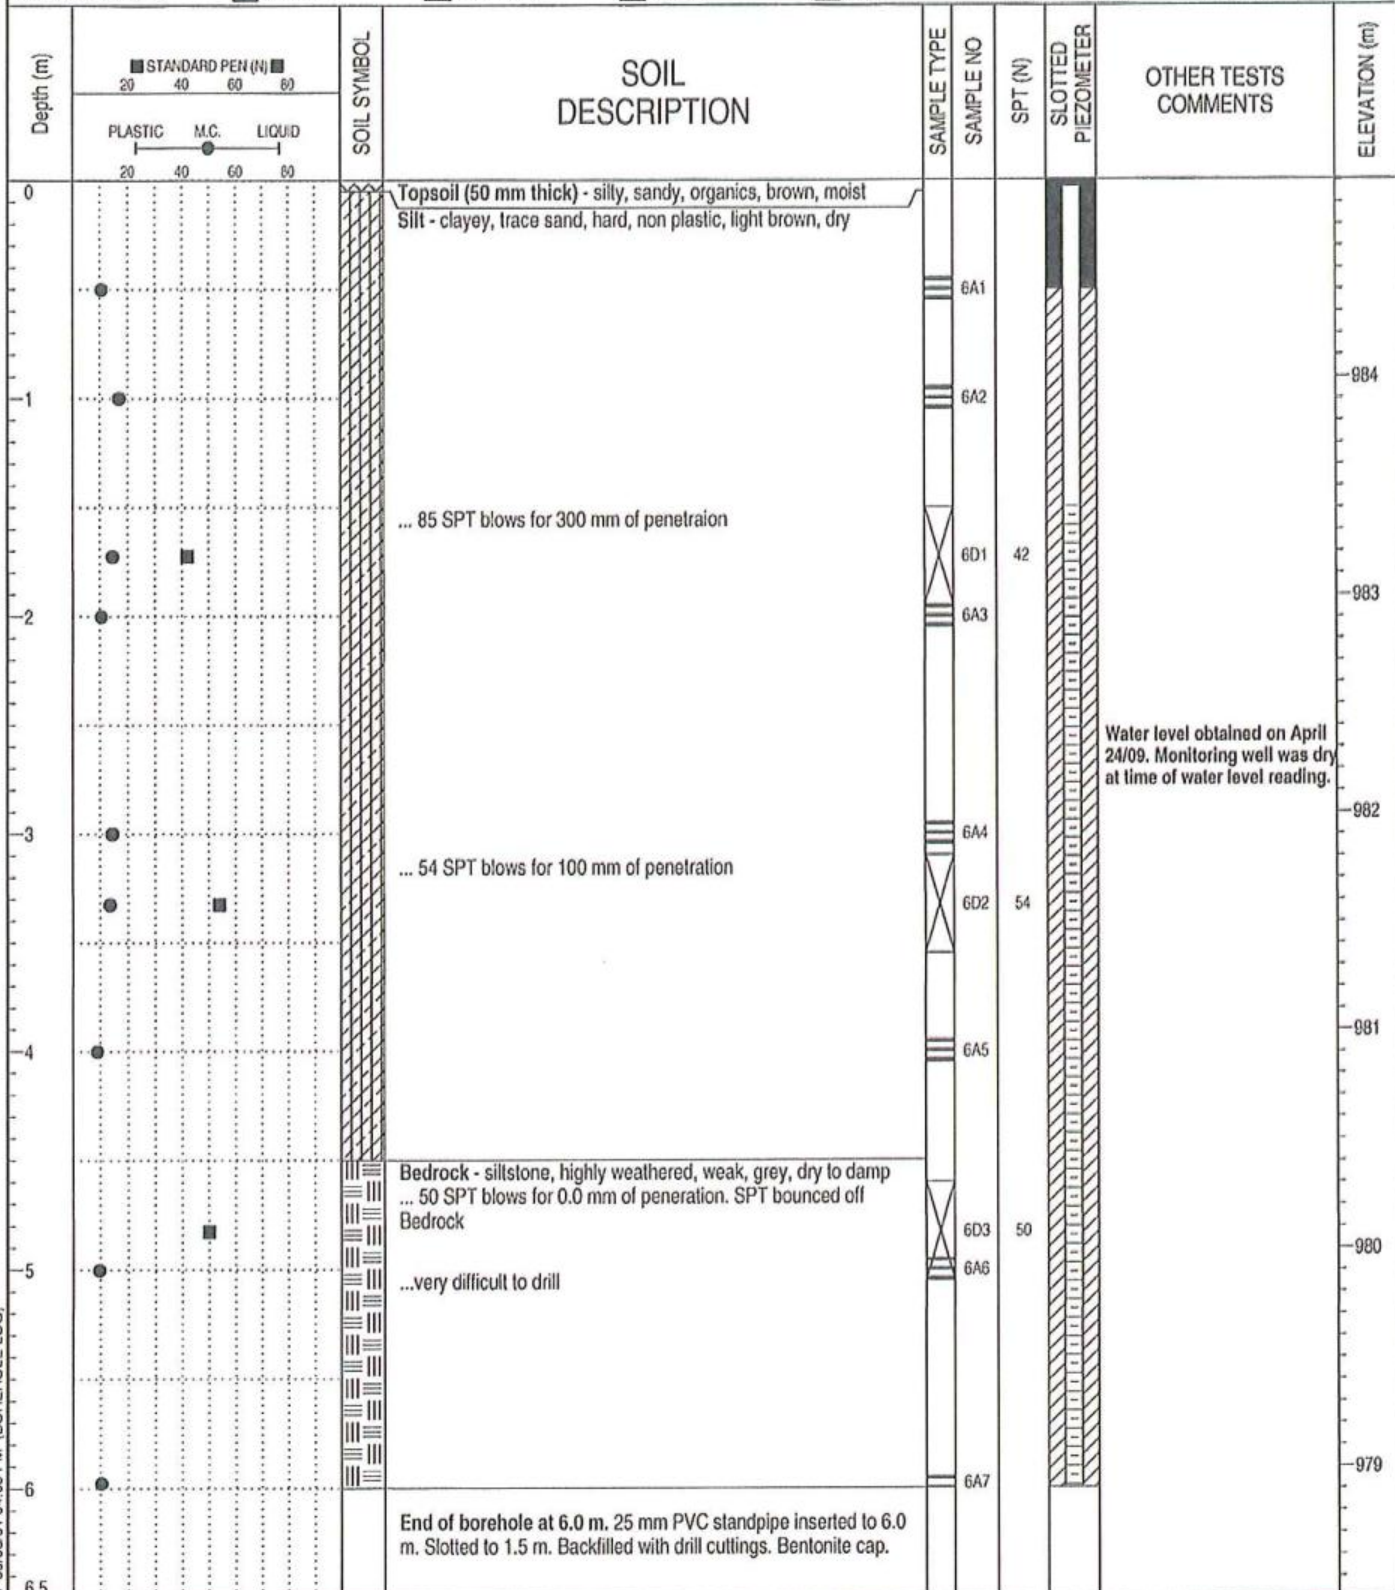 Depth (m)
STANDARD PEN (N)
20 40 60 80
PLASTIC M.C. LIQUID
20 40 60 80
SOIL SYMBOL
SOIL
DESCRIPTION
SAMPLE TYPE
SAMPLE NO
SPT (N)
SLOTTED
PIEZOMETER
OTHER TESTS
COMMENTS
ELEVATION (m)
0
Topsoil (50 mm thick) - silty, sandy, organics, brown, moist
Silt - clayey, trace sand, hard, non plastic, light brown, dry
6A1
984
1
6A2
... 85 SPT blows for 300 mm of penetraion
6D1 42
983
2
6A3
Water level obtained on April
24/09. Monitoring well was dry
at time of water level reading.
982
3
6A4
... 54 SPT blows for 100 mm of penetration
6D2 54
981
4
6A5
Bedrock - siltstone, highly weathered, weak, grey, dry to damp
... 50 SPT blows for 0.0 mm of peneration. SPT bounced off
Bedrock
6D3 50
980
5
6A6
...very difficult to drill
979
6
6A7
End of borehole at 6.0 m. 25 mm PVC standpipe inserted to 6.0
m. Slotted to 1.5 m. Backfilled with drill cuttings. Bentonite cap.
6.5